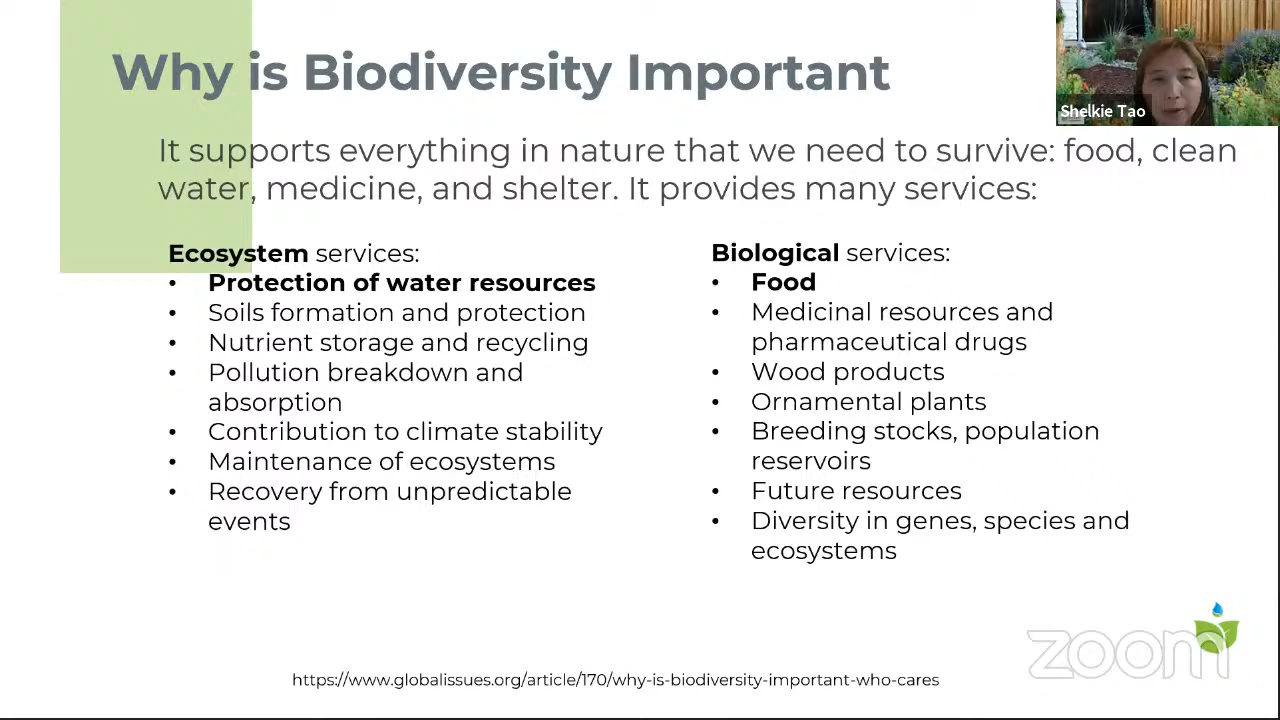 Why is Biodiversity Important
Shelkie Tao
It supports everything in nature that we need to survive: food, clean
water, medicine, and shelter. It provides many services:
Ecosystem services:
• Protection of water resources
• Soils formation and protection
• Nutrient storage and recycling
• Pollution breakdown and
absorption
• Contribution to climate stability
• Maintenance of ecosystems
• Recovery from unpredictable
events
Biological services:
• Food
• Medicinal resources and
pharmaceutical drugs
• Wood products
• Ornamental plants
• Breeding stocks, population
reservoirs
• Future resources
• Diversity in genes, species and
ecosystems
zoom
https://www.globalissues.org/article/170/why-is-biodiversity-important-who-cares